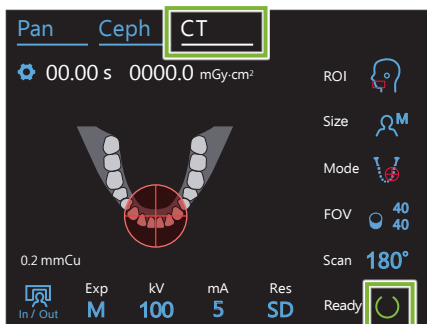 Pan Ceph CT
00.00 s 0000.0 mGy·cm²
ROI
Size M
Mode
FOV 40
40
0.2 mmCu Scan 180°
In / Out
Exp kV mA Res
M 100 5 SD
Ready